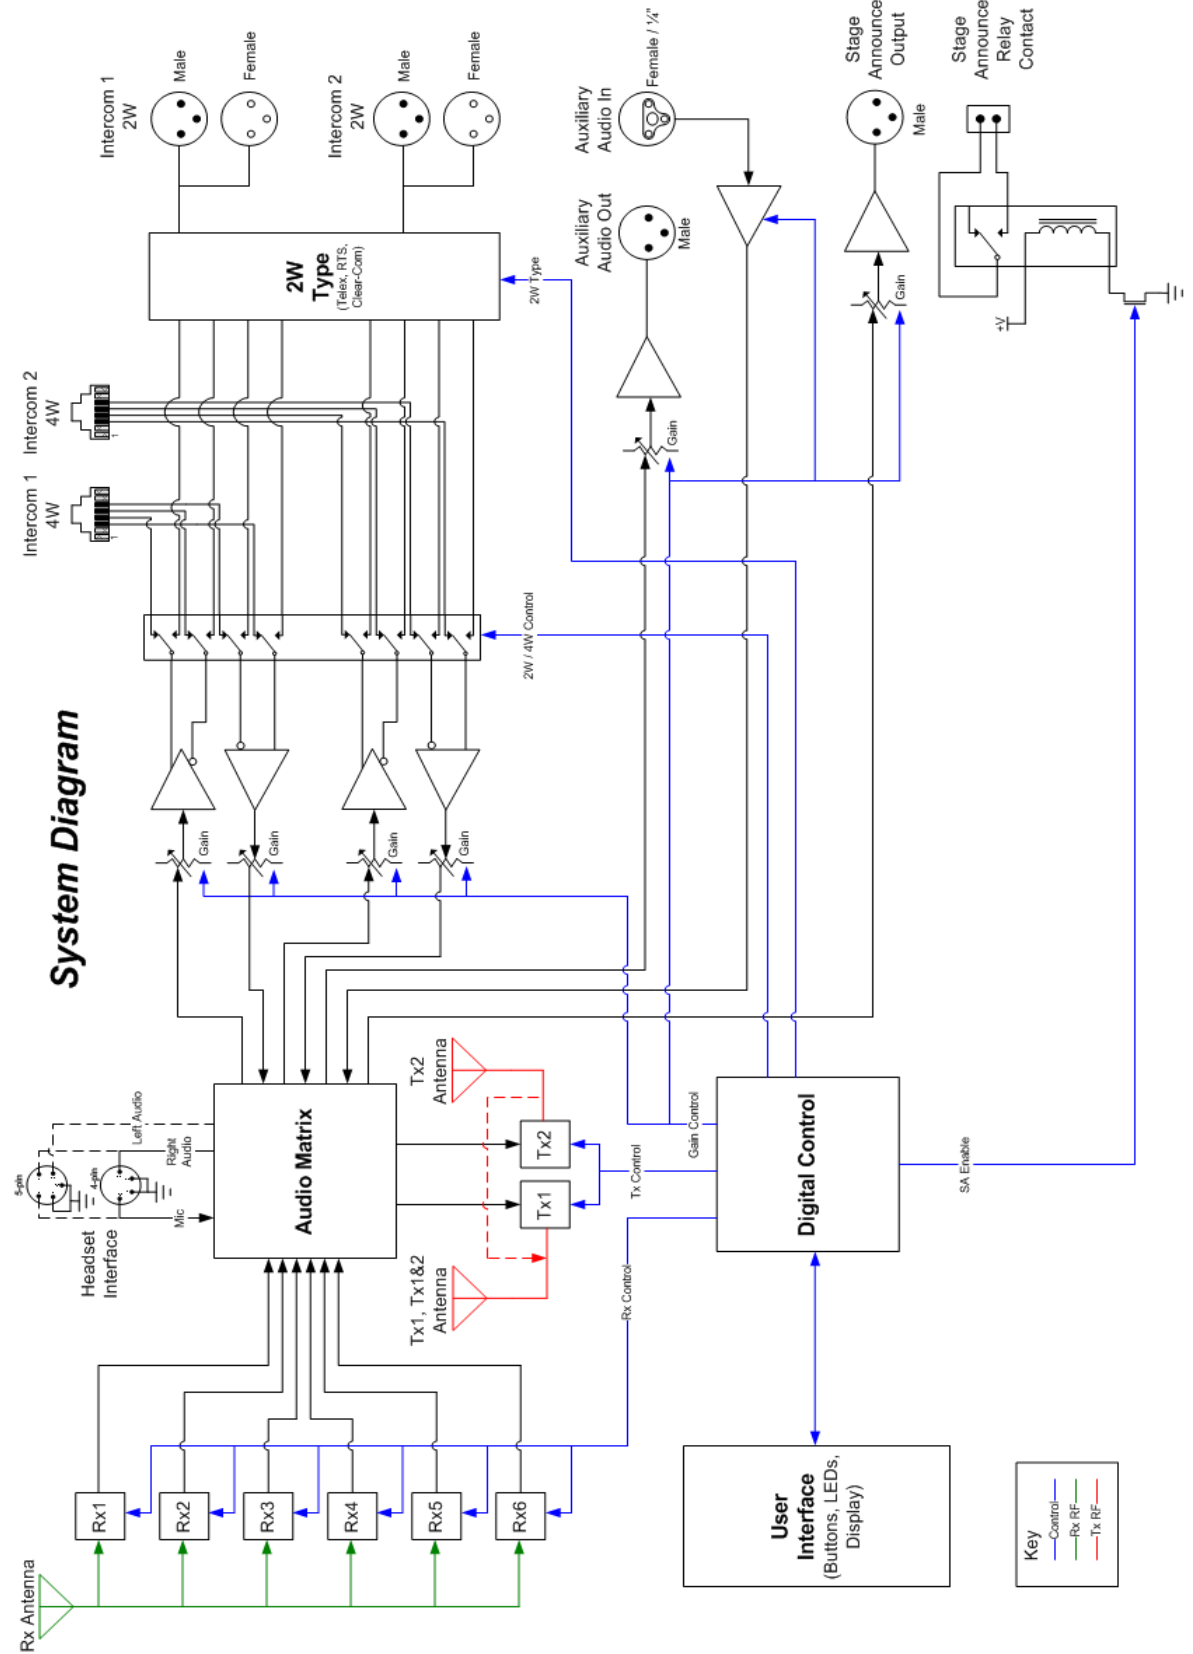 System Diagram
Rx Antenna
Rx1
Rx2
Rx3
Rx4
Rx5
Rx6
Headset
Interface
5-pin
4-pin
Mic
Right
Audio
Left Audio
Audio Matrix
Tx1, Tx1&2
Antenna
Tx2
Antenna
Tx1
Tx2
Rx Control
Tx Control
Gain Control
Digital Control
SA Enable
User
Interface
(Buttons, LEDs,
Display)
Key
Control
Rx RF
Tx RF
Gain
Gain
Gain
Gain
2W / 4W Control
Intercom 1
4W
1
Intercom 2
4W
1
2W
Type
(Telex, RTS,
Clear-Com)
2W Type
Intercom 1
2W
Male
Female
Intercom 2
2W
Male
Female
Gain
Auxiliary
Audio Out
Male
Auxiliary
Audio In
Female / ¼"
Gain
Stage
Announce
Output
Male
Stage
Announce
Relay
Contact
+V